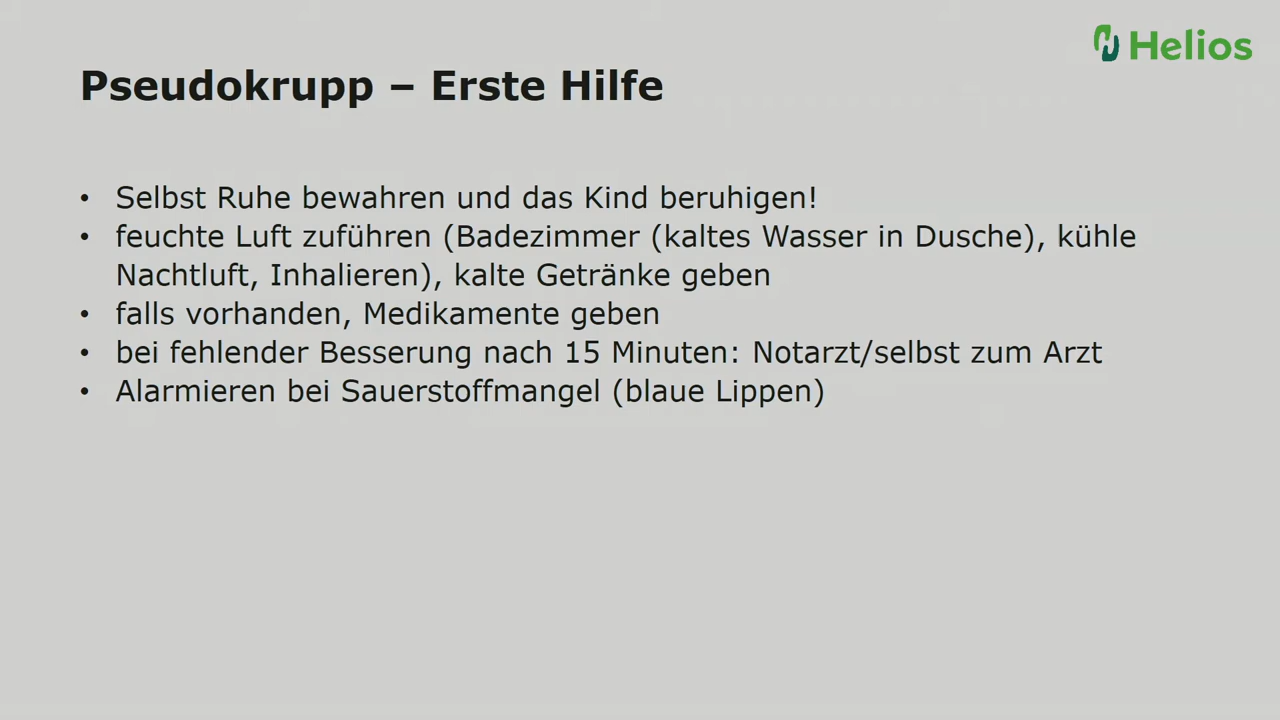 Helios
Pseudokrupp – Erste Hilfe
• Selbst Ruhe bewahren und das Kind beruhigen!
• feuchte Luft zuführen (Badezimmer (kaltes Wasser in Dusche), kühle
Nachtluft, Inhalieren), kalte Getränke geben
• falls vorhanden, Medikamente geben
• bei fehlender Besserung nach 15 Minuten: Notarzt/selbst zum Arzt
• Alarmieren bei Sauerstoffmangel (blaue Lippen)